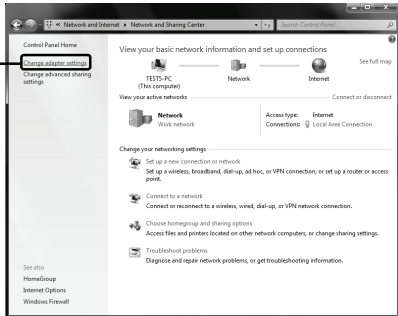 « Network and Internet ▸ Network and Sharing Center
Search Control Panel
Control Panel Home
Change adapter settings
Change advanced sharing
settings
See also
HomeGroup
Internet Options
Windows Firewall
View your basic network information and set up connections
See full map
TESTS-PC
(This computer)
Network
Internet
View your active networks
Connect or disconnect
Network
Work network
Access type: Internet
Connections: Local Area Connection
Change your networking settings
Set up a new connection or network
Set up a wireless, broadband, dial-up, ad hoc, or VPN connection; or set up a router or access
point.
Connect to a network
Connect or reconnect to a wireless, wired, dial-up, or VPN network connection.
Choose homegroup and sharing options
Access files and printers located on other network computers, or change sharing settings.
Troubleshoot problems
Diagnose and repair network problems, or get troubleshooting information.